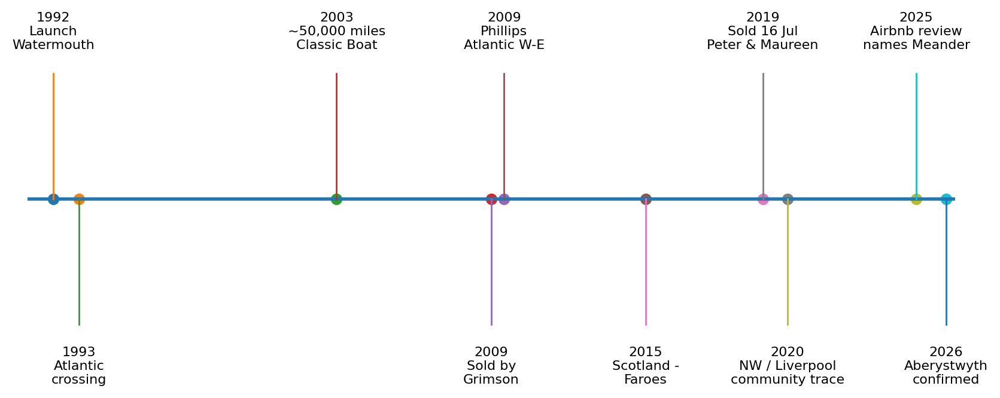 1992
Launch
Watermouth
2003
~50,000 miles
Classic Boat
2009
Phillips
Atlantic W-E
2019
Sold 16 Jul
Peter & Maureen
2025
Airbnb review
names Meander
1993
Atlantic
crossing
2009
Sold by
Grimson
2015
Scotland -
Faroes
2020
NW / Liverpool
community trace
2026
Aberystwyth
confirmed